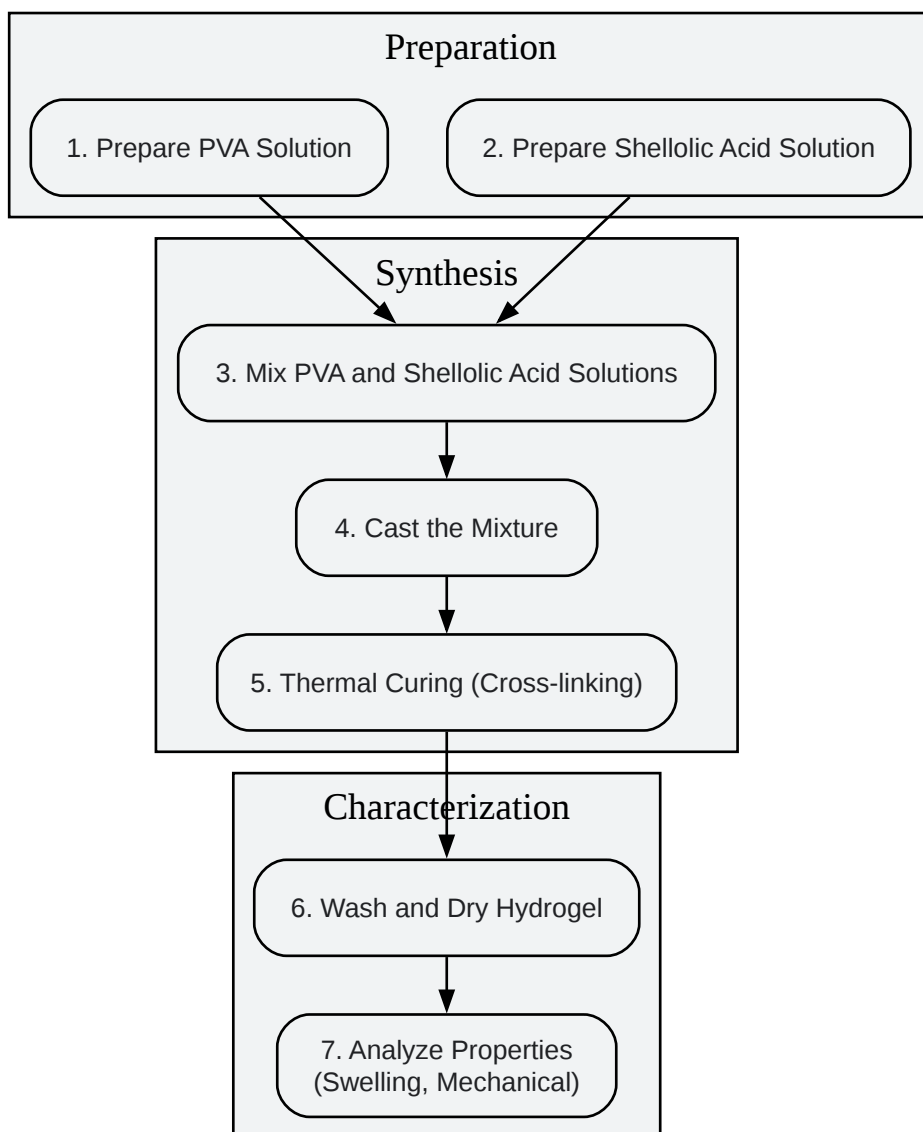 Preparation
1. Prepare PVA Solution
2. Prepare Shellolic Acid Solution
Synthesis
3. Mix PVA and Shellolic Acid Solutions
4. Cast the Mixture
5. Thermal Curing (Cross-linking)
Characterization
6. Wash and Dry Hydrogel
7. Analyze Properties
(Swelling, Mechanical)